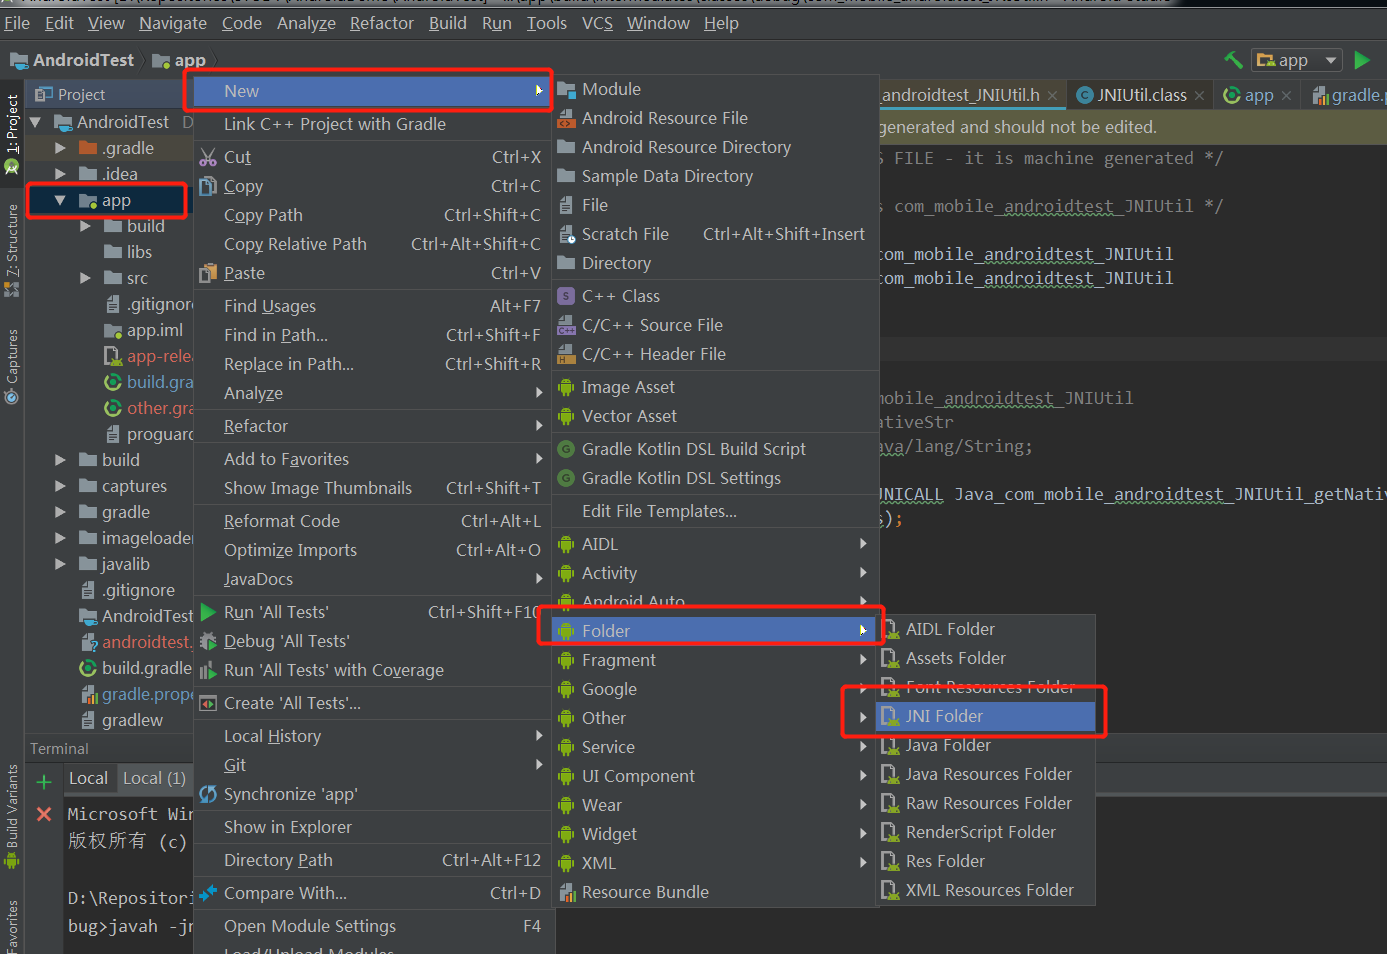 File Edit View Navigate Code Analyze Refactor Build Run Tools VCS Window Help
AndroidTest app
app
1: Project
7: Structure
Captures
Build Variants
Favorites
Project
AndroidTest D
.gradle
.idea
app
build
libs
src
.gitignore
app.iml
app-relea
build.gra
other.gra
proguard
build
captures
gradle
imageloader
javalib
.gitignore
AndroidTest
androidtest.
build.gradle
gradle.prope
gradlew
Terminal
Local Local (1)
Microsoft Win
版权所有 (c)
D:\Repositori
bug>javah -jn
New
Link C++ Project with Gradle
Cut Ctrl+X
Copy Ctrl+C
Copy Path Ctrl+Shift+C
Copy Relative Path Ctrl+Alt+Shift+C
Paste Ctrl+V
Find Usages Alt+F7
Find in Path... Ctrl+Shift+F
Replace in Path... Ctrl+Shift+R
Analyze
Refactor
Add to Favorites
Show Image Thumbnails Ctrl+Shift+T
Reformat Code Ctrl+Alt+L
Optimize Imports Ctrl+Alt+O
JavaDocs
Run 'All Tests' Ctrl+Shift+F10
Debug 'All Tests'
Run 'All Tests' with Coverage
Create 'All Tests'...
Local History
Git
Synchronize 'app'
Show in Explorer
Directory Path Ctrl+Alt+F12
Compare With... Ctrl+D
Open Module Settings F4
Load/Unload Modules
Module
Android Resource File
Android Resource Directory
Sample Data Directory
File
Scratch File Ctrl+Alt+Shift+Insert
Directory
C++ Class
C/C++ Source File
C/C++ Header File
Image Asset
Vector Asset
Gradle Kotlin DSL Build Script
Gradle Kotlin DSL Settings
Edit File Templates...
AIDL
Activity
Android Auto
Folder
Fragment
Google
Other
Service
UI Component
Wear
Widget
XML
Resource Bundle
AIDL Folder
Assets Folder
Font Resources Folder
JNI Folder
Java Folder
Java Resources Folder
Raw Resources Folder
RenderScript Folder
Res Folder
XML Resources Folder
_androidtest_JNIUtil.h JNIUtil.class app gradle.p
generated and should not be edited.
S FILE - it is machine generated */
s com_mobile_androidtest_JNIUtil */
com_mobile_androidtest_JNIUtil
com_mobile_androidtest_JNIUtil
mobile_androidtest_JNIUtil
ativeStr
ava/lang/String;
JNICALL Java_com_mobile_androidtest_JNIUtil_getNativ
s);